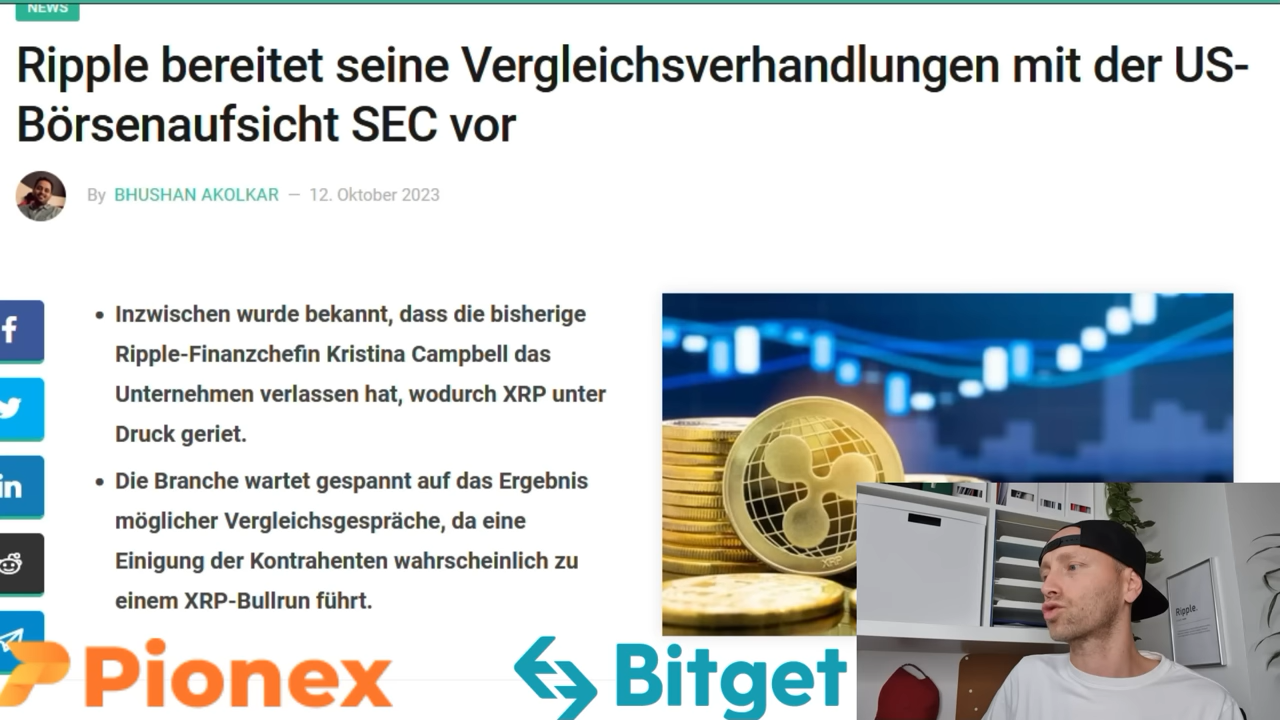 NEWS
Ripple bereitet seine Vergleichsverhandlungen mit der US-
Börsenaufsicht SEC vor
By BHUSHAN AKOLKAR — 12. Oktober 2023
• Inzwischen wurde bekannt, dass die bisherige
Ripple-Finanzchefin Kristina Campbell das
Unternehmen verlassen hat, wodurch XRP unter
Druck geriet.
• Die Branche wartet gespannt auf das Ergebnis
möglicher Vergleichsgespräche, da eine
Einigung der Kontrahenten wahrscheinlich zu
einem XRP-Bullrun führt.
f
in
XRP
Ripple.
Pionex
Bitget